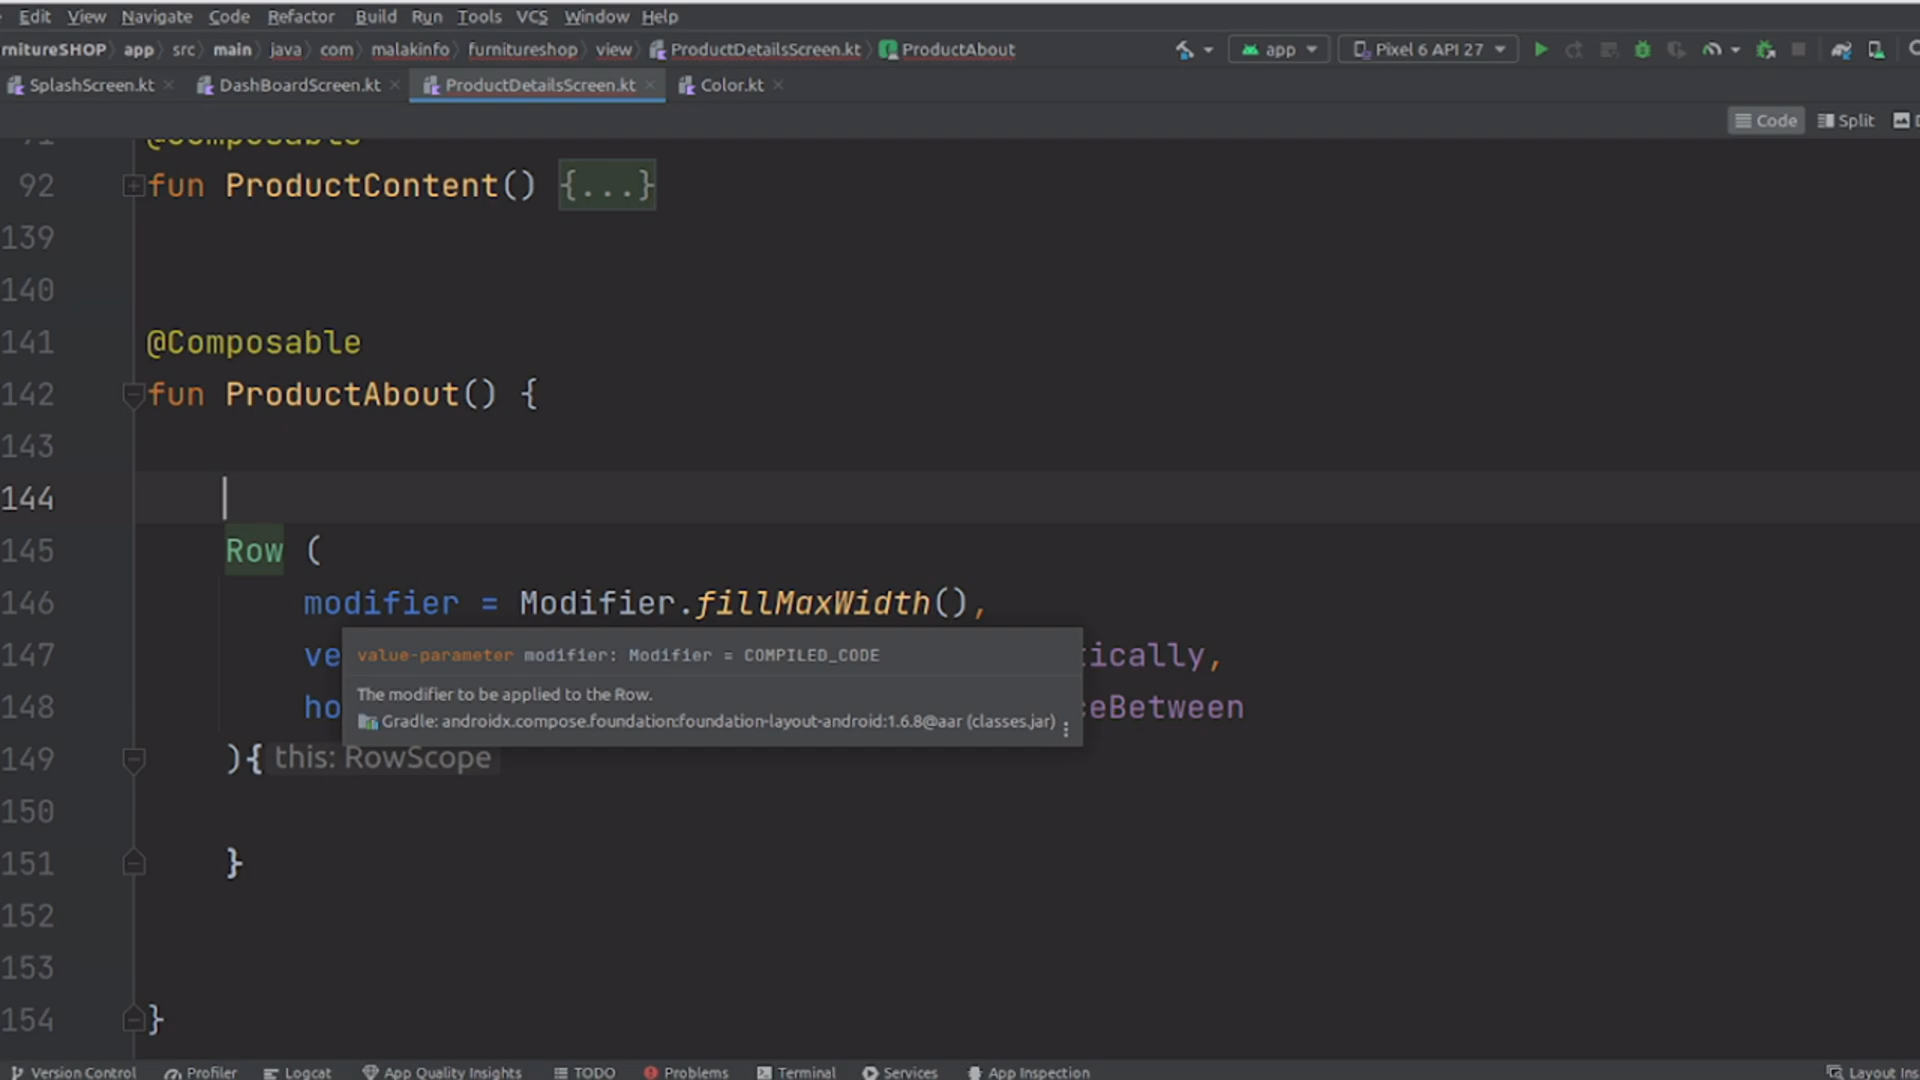 Edit View Navigate Code Refactor Build Run Tools VCS Window Help
rnitureSHOP app src main java com malakinfo furnitureshop view ProductDetailsScreen.kt ProductAbout app Pixel 6 API 27
SplashScreen.kt DashBoardScreen.kt ProductDetailsScreen.kt Color.kt
Code Split
91 @Composable
92 fun ProductContent() {...}
139
140
141 @Composable
142 fun ProductAbout() {
143
144
145 Row (
146 modifier = Modifier.fillMaxWidth(),
147 ve tically,
148 ho eBetween
value-parameter modifier: Modifier = COMPILED_CODE
The modifier to be applied to the Row.
Gradle: androidx.compose.foundation:foundation-layout-android:1.6.8@aar (classes.jar)
149 ){ this: RowScope
150
151 }
152
153
154 }
Version Control Profiler Logcat App Quality Insights TODO Problems Terminal Services App Inspection Layout Ins